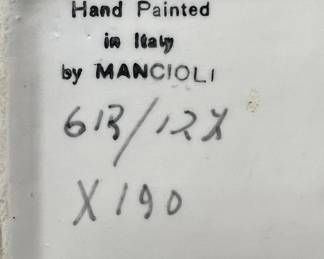 Hand Painted
in Italy
by MANCIOLI
613/12X
X190